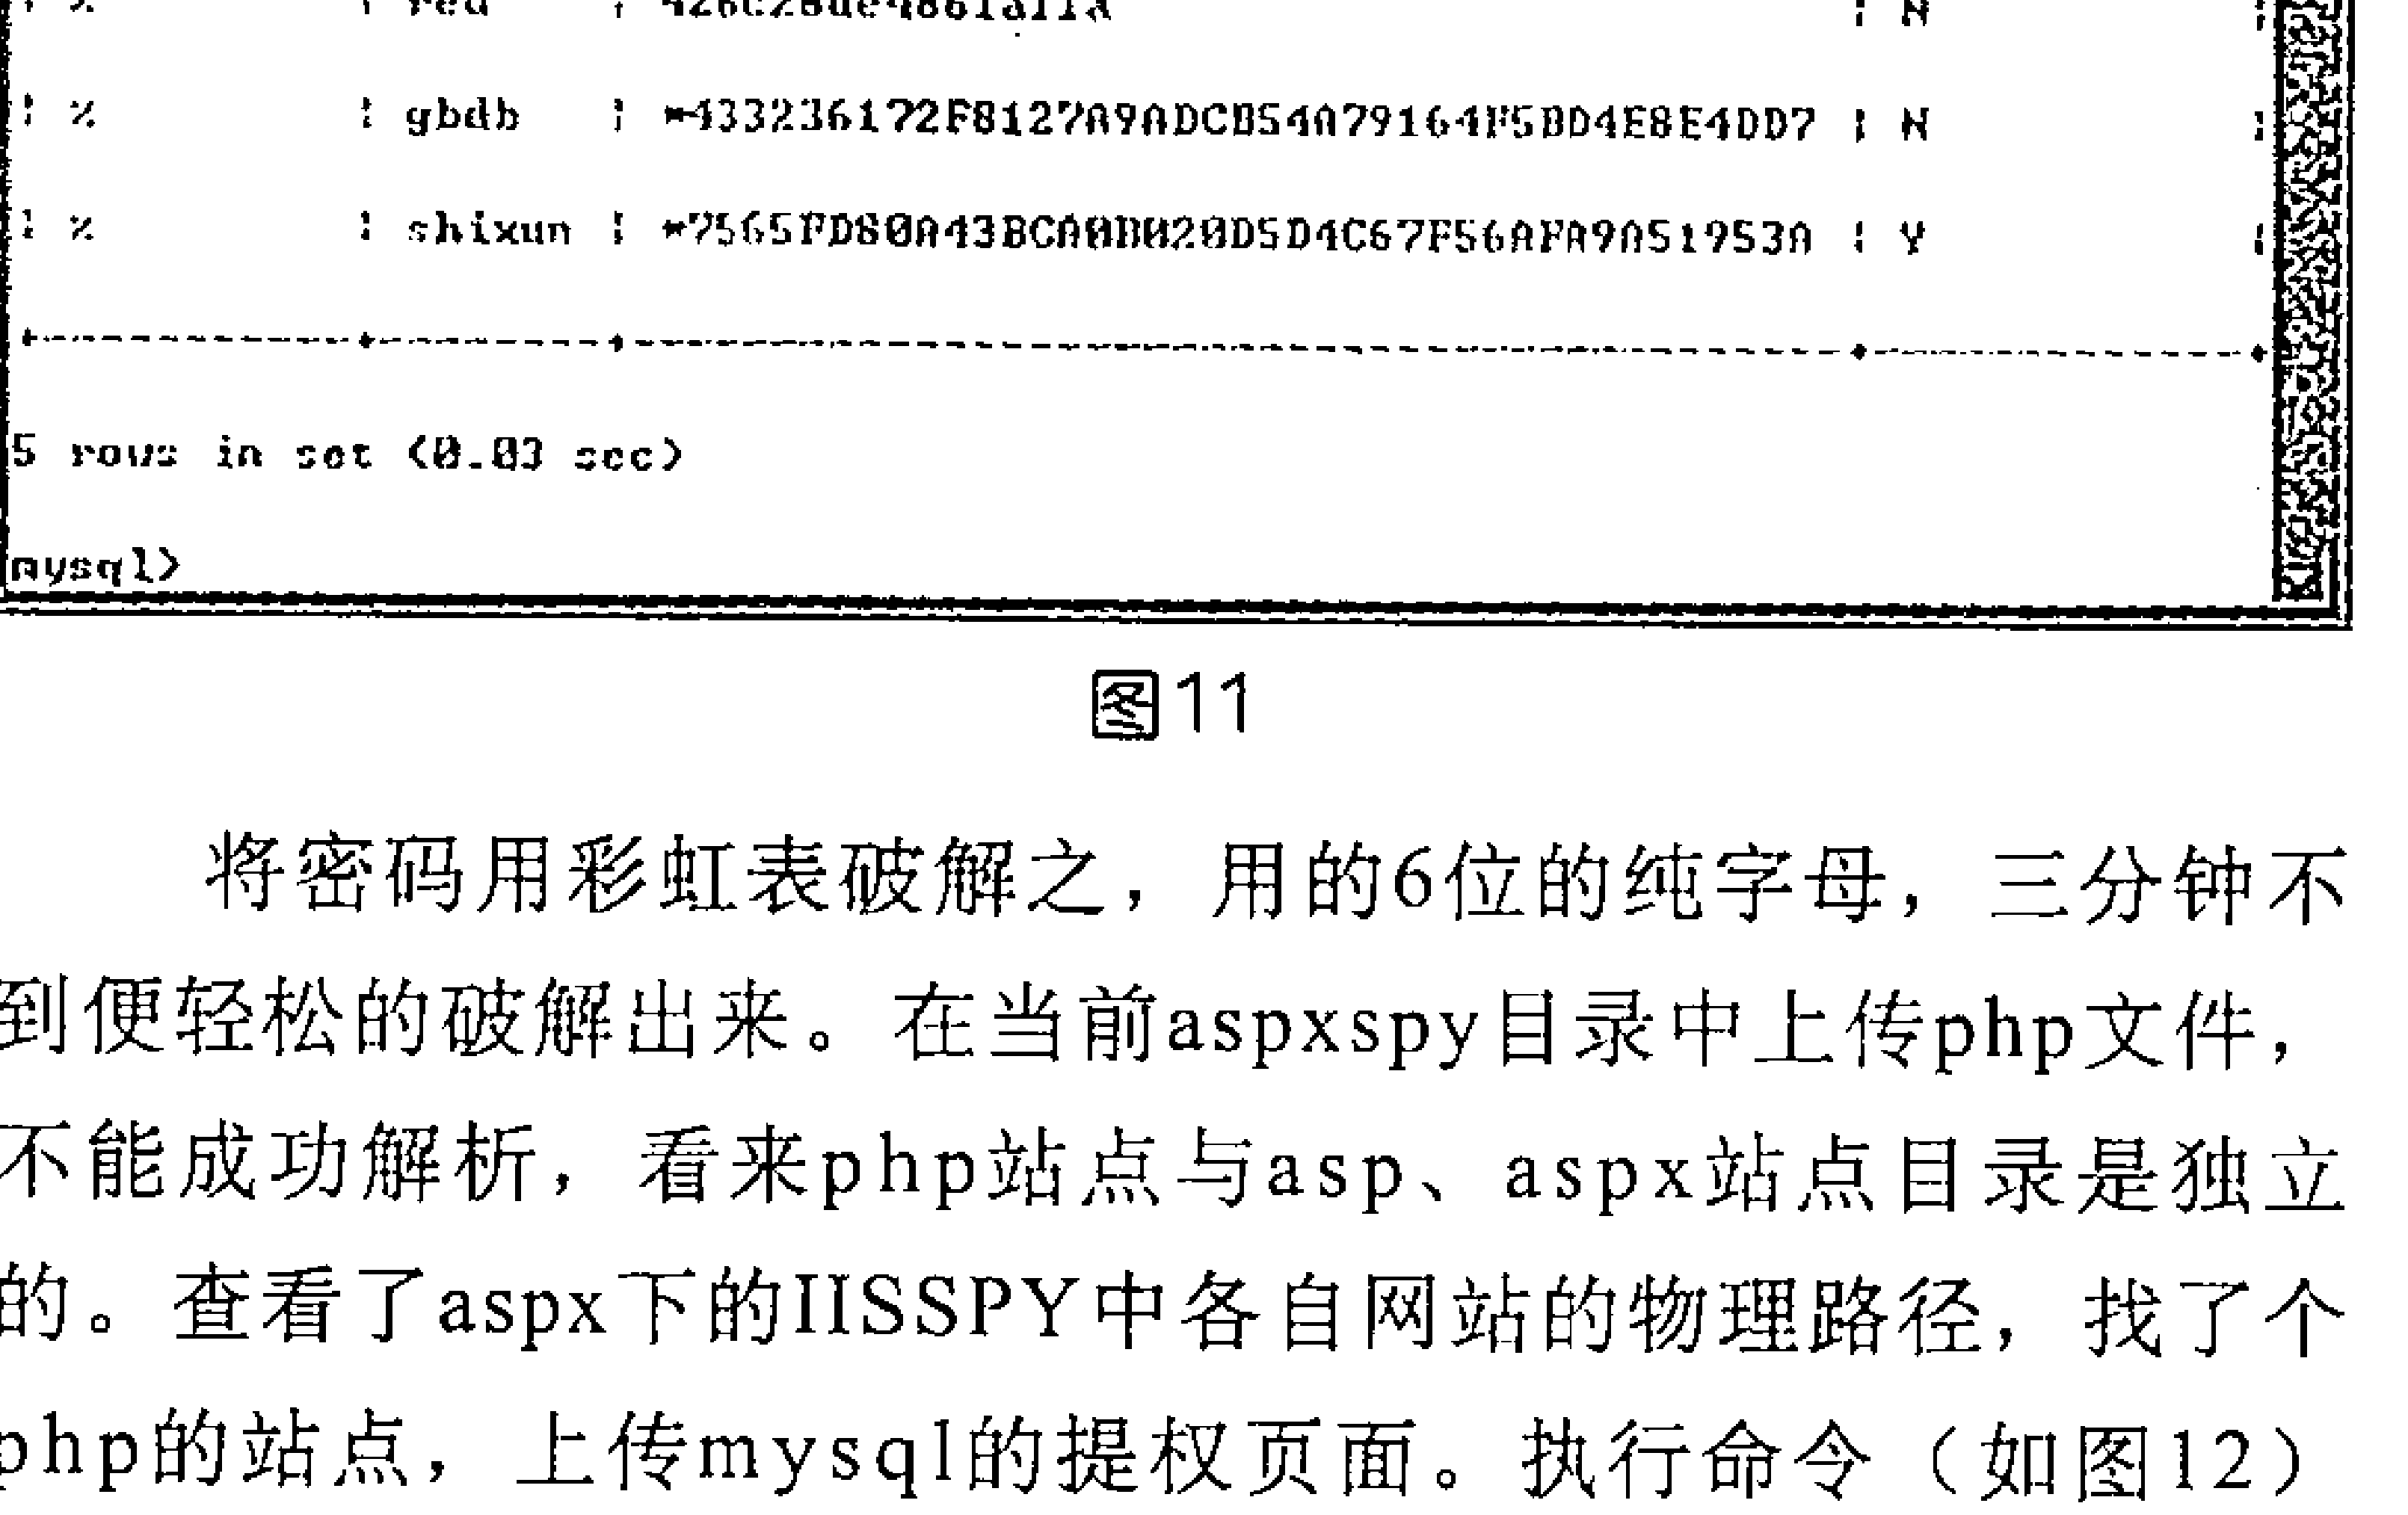 ¦ % ¦ gbdb ¦ *433236172F8127A9ADCB54A79164F5BD4E8E4DD7 ¦ N ¦
¦ % ¦ shixun ¦ *7565FD80A43BCA0B020D5D4C67F56AFA9A51953A ¦ Y ¦
5 rows in set (0.03 sec)
mysql>
图11
将密码用彩虹表破解之，用的6位的纯字母，三分钟不
到便轻松的破解出来。在当前aspxspy目录中上传php文件，
不能成功解析，看来php站点与asp、aspx站点目录是独立
的。查看了aspx下的IISSPY中各自网站的物理路径，找了个
php的站点，上传mysql的提权页面。执行命令（如图12）